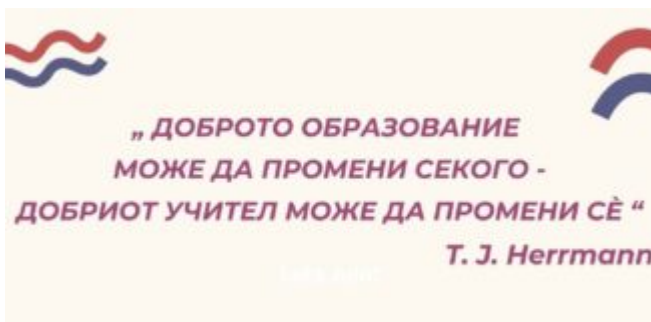 „ ДОБРОТО ОБРАЗОВАНИЕ
МОЖЕ ДА ПРОМЕНИ СЕКОГО -
ДОБРИОТ УЧИТЕЛ МОЖЕ ДА ПРОМЕНИ СÈ “
T. J. Herrmann